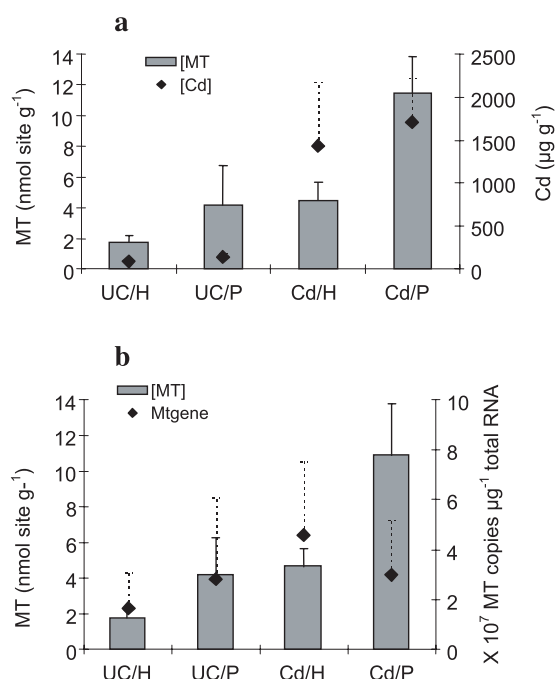 a
[MT
[Cd]
MT (nmol site g-1)
14
12
10
8
6
4
2
0
Cd (µg g-1)
2500
2000
1500
1000
500
0
UC/H UC/P Cd/H Cd/P
b
[MT]
Mtgene
MT (nmol site g-1)
14
12
10
8
6
4
2
0
X 10^7 MT copies µg-1 total RNA
10
8
6
4
2
0
UC/H UC/P Cd/H Cd/P